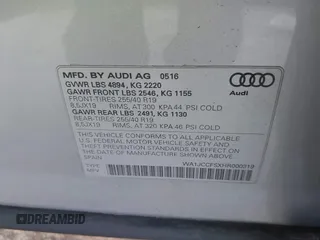 MFD. BY AUDI AG 0516
GVWR LBS 4894, KG 2220
GAWR FRONT LBS 2546, KG 1155
FRONT-TIRES 255/40 R19
8.5JX19 RIMS, AT 300 KPA 44 PSI COLD
GAWR REAR LBS 2491, KG 1130
REAR-TIRES 255/40 R19
8.5JX19 RIMS, AT 320 KPA 46 PSI COLD
THIS VEHICLE CONFORMS TO ALL APPLICABLE
U.S. FEDERAL MOTOR VEHICLE SAFETY
STANDARDS IN EFFECT ON THE DATE OF
MANUFACTURE SHOWN ABOVE.
TYPE: MPV
Audi
DREAMBID